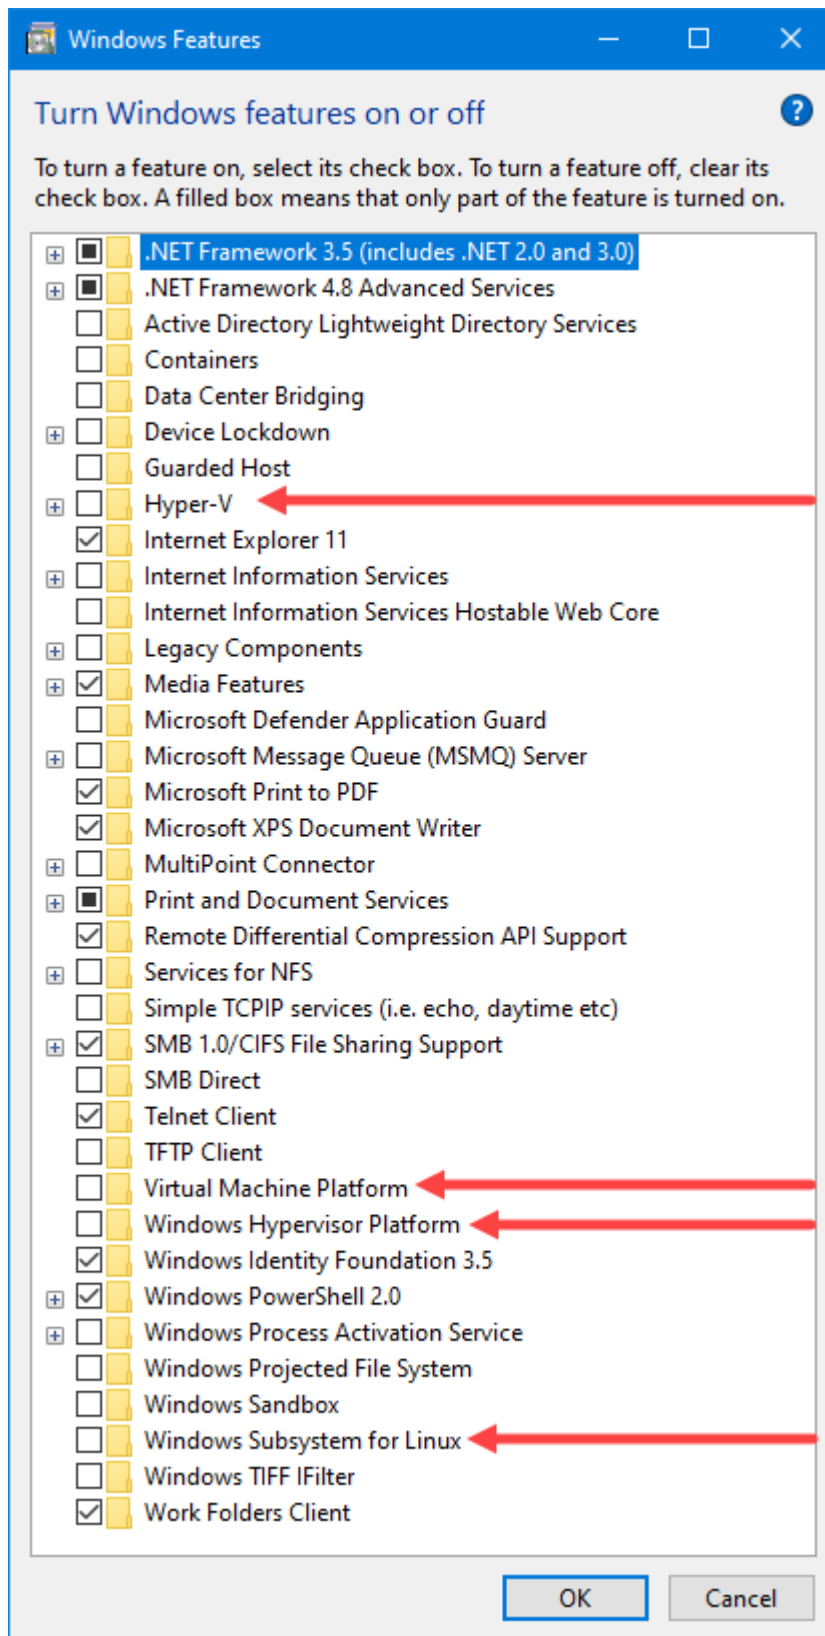 Windows Features
Turn Windows features on or off
To turn a feature on, select its check box. To turn a feature off, clear its
check box. A filled box means that only part of the feature is turned on.
.NET Framework 3.5 (includes .NET 2.0 and 3.0)
.NET Framework 4.8 Advanced Services
Active Directory Lightweight Directory Services
Containers
Data Center Bridging
Device Lockdown
Guarded Host
Hyper-V
Internet Explorer 11
Internet Information Services
Internet Information Services Hostable Web Core
Legacy Components
Media Features
Microsoft Defender Application Guard
Microsoft Message Queue (MSMQ) Server
Microsoft Print to PDF
Microsoft XPS Document Writer
MultiPoint Connector
Print and Document Services
Remote Differential Compression API Support
Services for NFS
Simple TCPIP services (i.e. echo, daytime etc)
SMB 1.0/CIFS File Sharing Support
SMB Direct
Telnet Client
TFTP Client
Virtual Machine Platform
Windows Hypervisor Platform
Windows Identity Foundation 3.5
Windows PowerShell 2.0
Windows Process Activation Service
Windows Projected File System
Windows Sandbox
Windows Subsystem for Linux
Windows TIFF IFilter
Work Folders Client
OK
Cancel